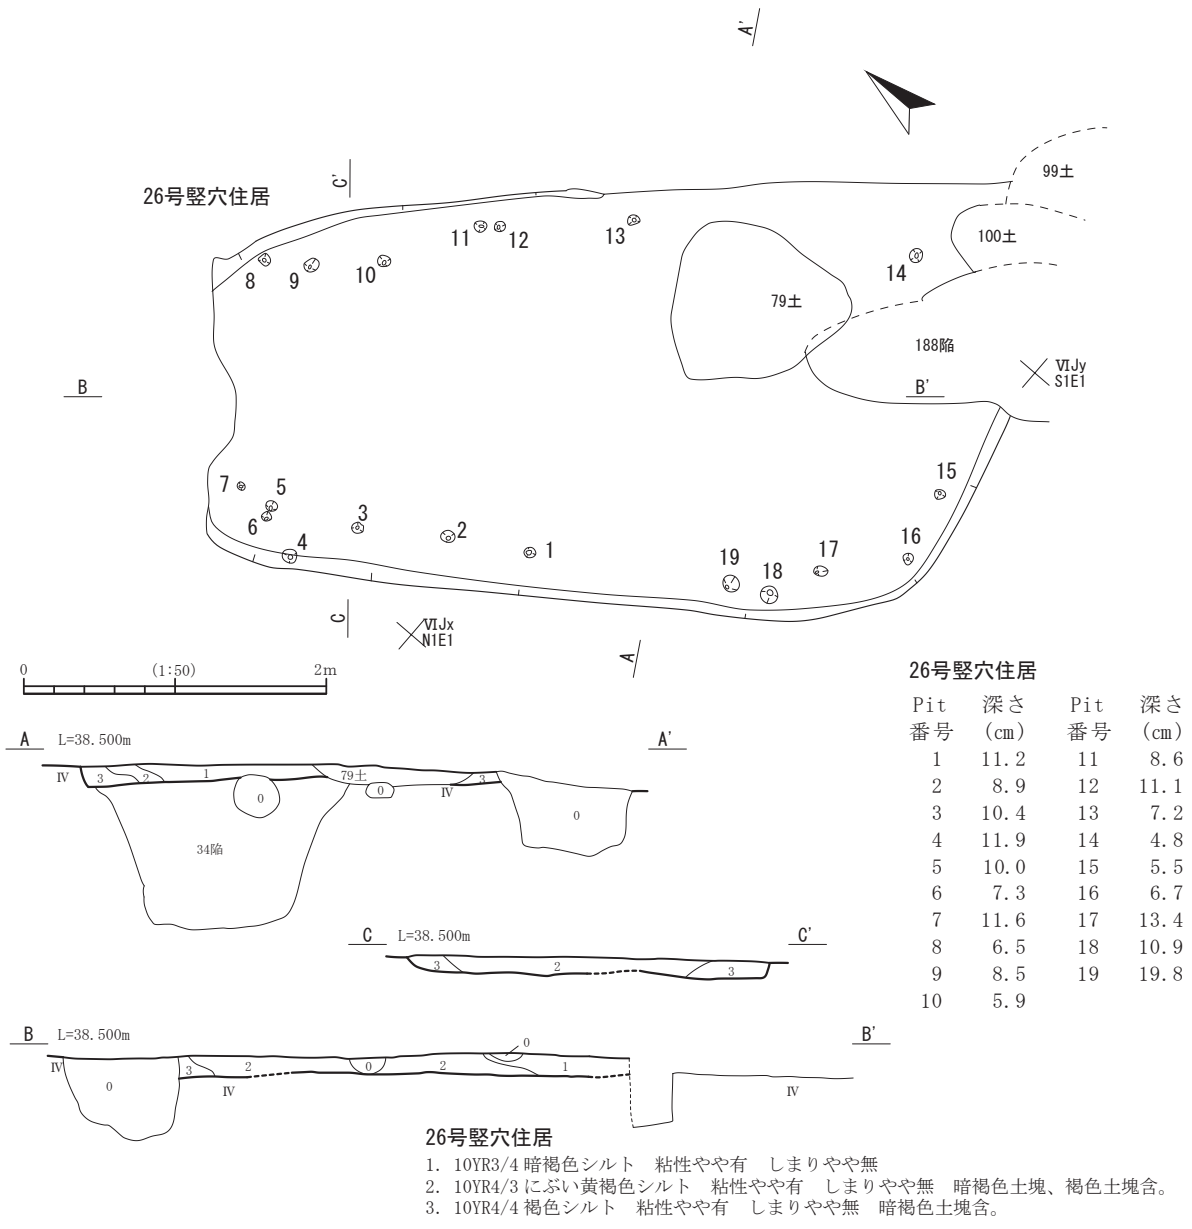 A'
99土
C'
26号竪穴住居
11 12 13
100土
14
8 9 10
79土
188陥
ⅥJy
S1E1
B B'
15
7 5
6 3 2
4 1
16
19 17
18
C
ⅥJx
N1E1
A
0 (1:50) 2m
26号竪穴住居
Pit 深さ Pit 深さ
番号 (㎝) 番号 (㎝)
1 11.2 11 8.6
2 8.9 12 11.1
3 10.4 13 7.2
4 11.9 14 4.8
5 10.0 15 5.5
6 7.3 16 6.7
7 11.6 17 13.4
8 6.5 18 10.9
9 8.5 19 19.8
10 5.9
A L=38.500m A'
Ⅳ 3 2 1 79土 3
0 0 Ⅳ 0
34陥
C L=38.500m C'
3 2 3
B L=38.500m B'
Ⅳ 0 3 2 0 2 0 1
Ⅳ Ⅳ
26号竪穴住居
1. 10YR3/4 暗褐色シルト 粘性やや有 しまりやや無
2. 10YR4/3 にぶい黄褐色シルト 粘性やや有 しまりやや無 暗褐色土塊、褐色土塊含。
3. 10YR4/4 褐色シルト 粘性やや有 しまりやや無 暗褐色土塊含。